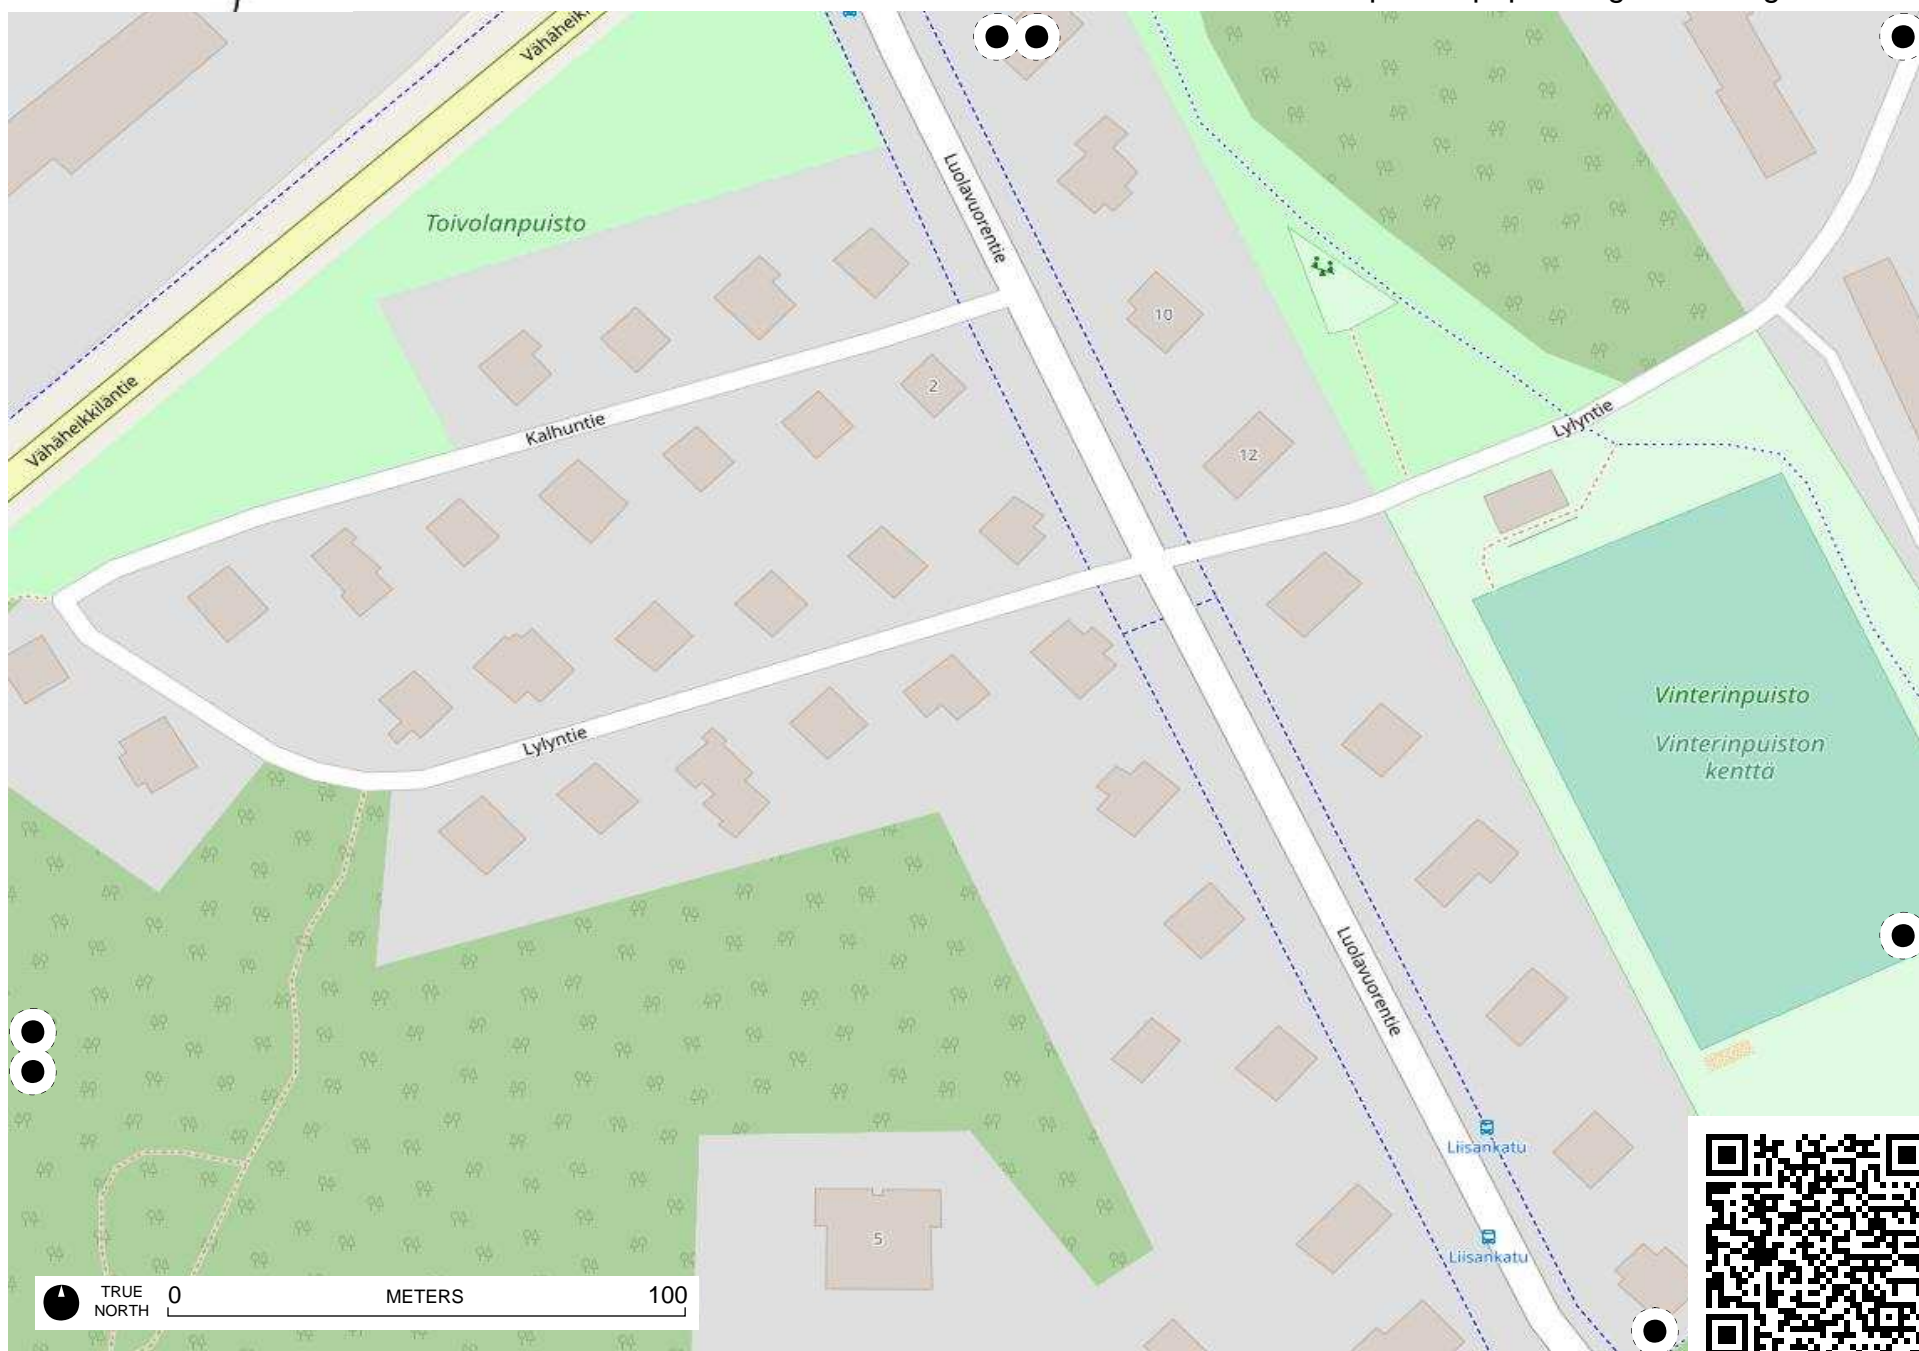 Vähäheikkiläntie
Luolavuorentie
Toivolanpuisto
10
2
Kalhuntie
Lylyntie
12
Lylyntie
Vinterinpuisto
Vinterinpuiston
kenttä
Luolavuorentie
Liisankatu
5
Liisankatu
TRUE
NORTH
0
METERS
100